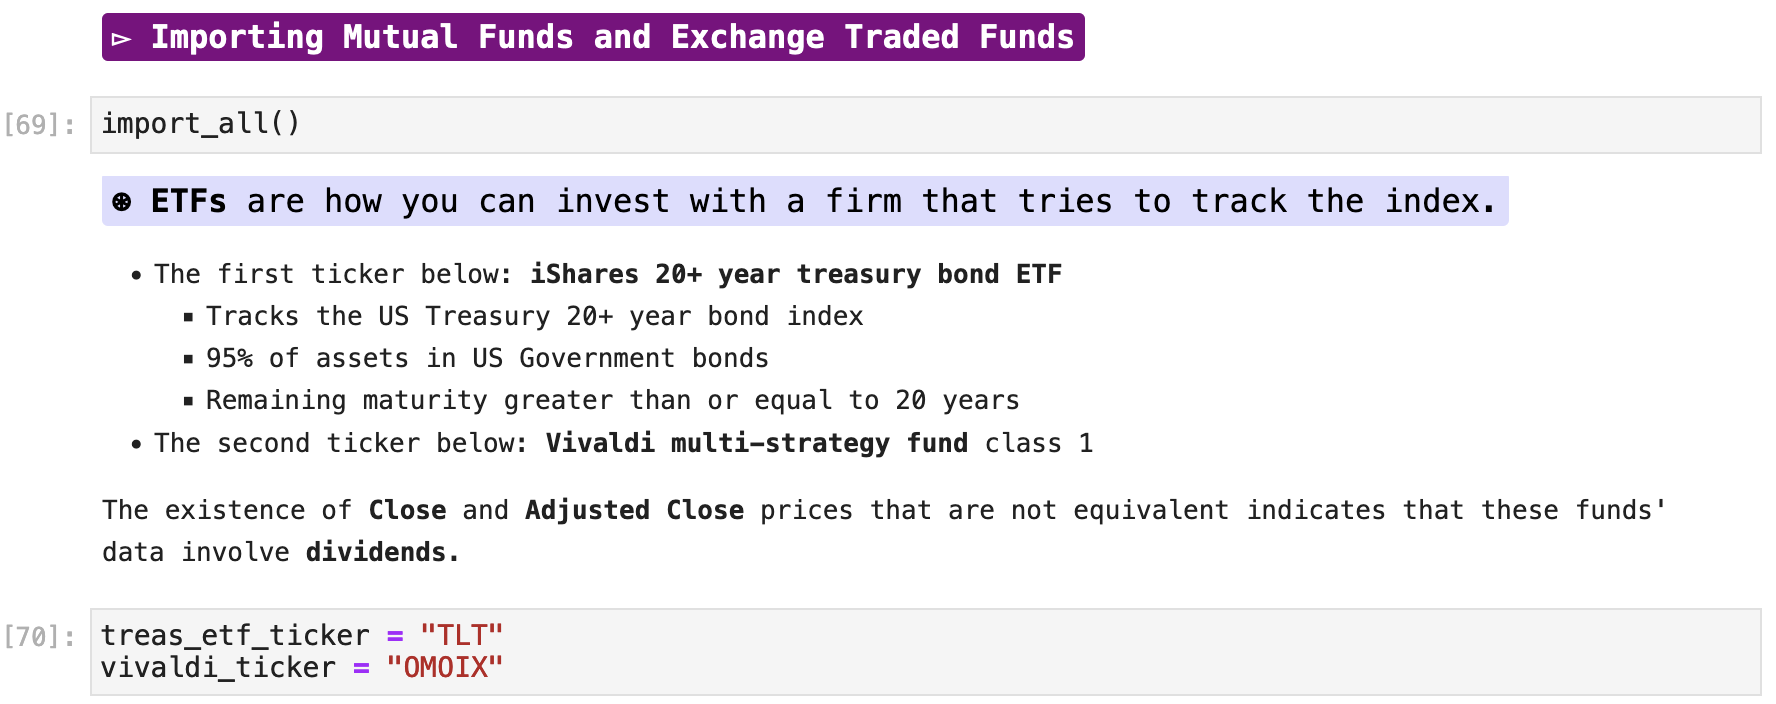 ▻ Importing Mutual Funds and Exchange Traded Funds
[69]: import_all()
⊛ ETFs are how you can invest with a firm that tries to track the index.
• The first ticker below: iShares 20+ year treasury bond ETF
▪ Tracks the US Treasury 20+ year bond index
▪ 95% of assets in US Government bonds
▪ Remaining maturity greater than or equal to 20 years
• The second ticker below: Vivaldi multi-strategy fund class 1
The existence of Close and Adjusted Close prices that are not equivalent indicates that these funds'
data involve dividends.
[70]: treas_etf_ticker = "TLT"
vivaldi_ticker = "OMOIX"